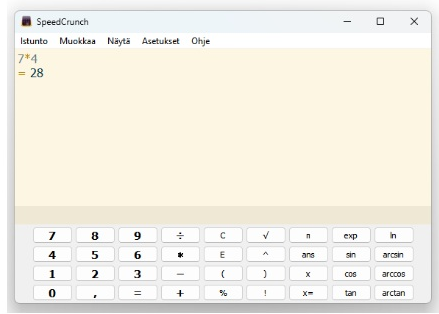 SpeedCrunch
Istunto Muokkaa Näytä Asetukset Ohje
7*4
= 28
7 8 9 ÷ C √ π exp ln
4 5 6 * E ^ ans sin arcsin
1 2 3 − ( ) x cos arccos
0 , = + % ! x= tan arctan